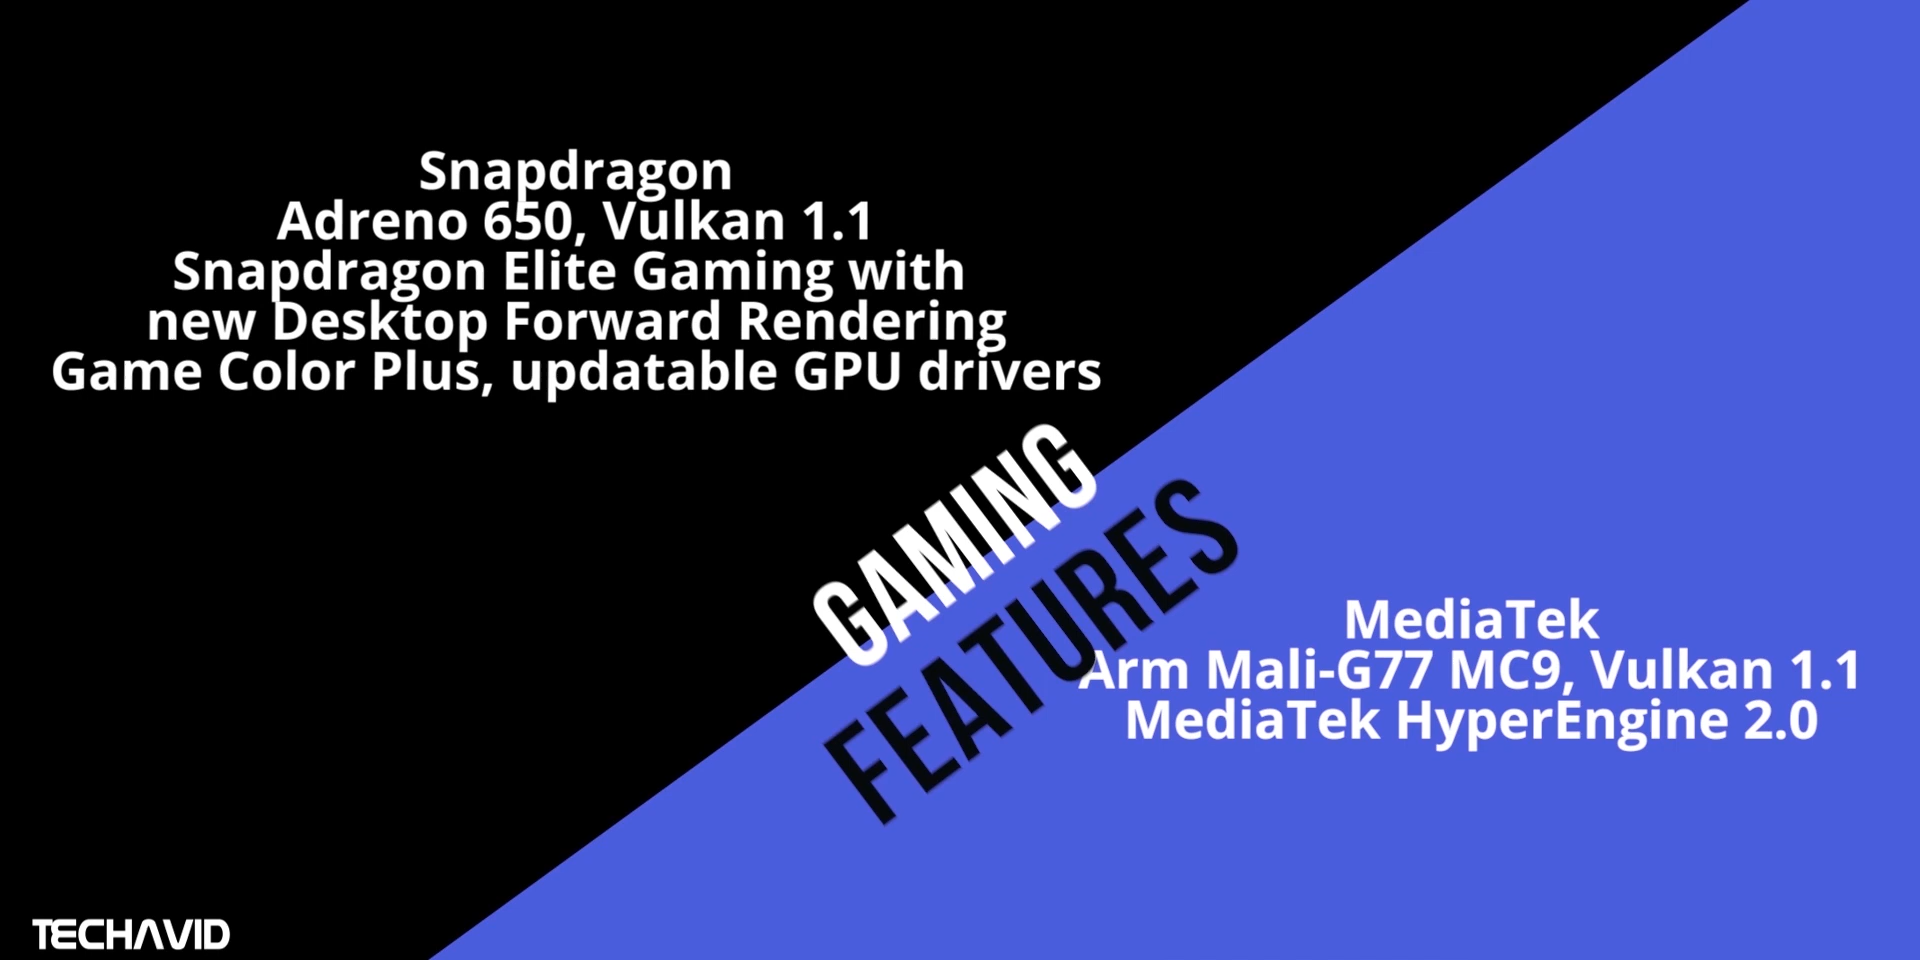 Snapdragon
Adreno 650, Vulkan 1.1
Snapdragon Elite Gaming with
new Desktop Forward Rendering
Game Color Plus, updatable GPU drivers
GAMING
FEATURES
MediaTek
Arm Mali-G77 MC9, Vulkan 1.1
MediaTek HyperEngine 2.0
TECHAVID